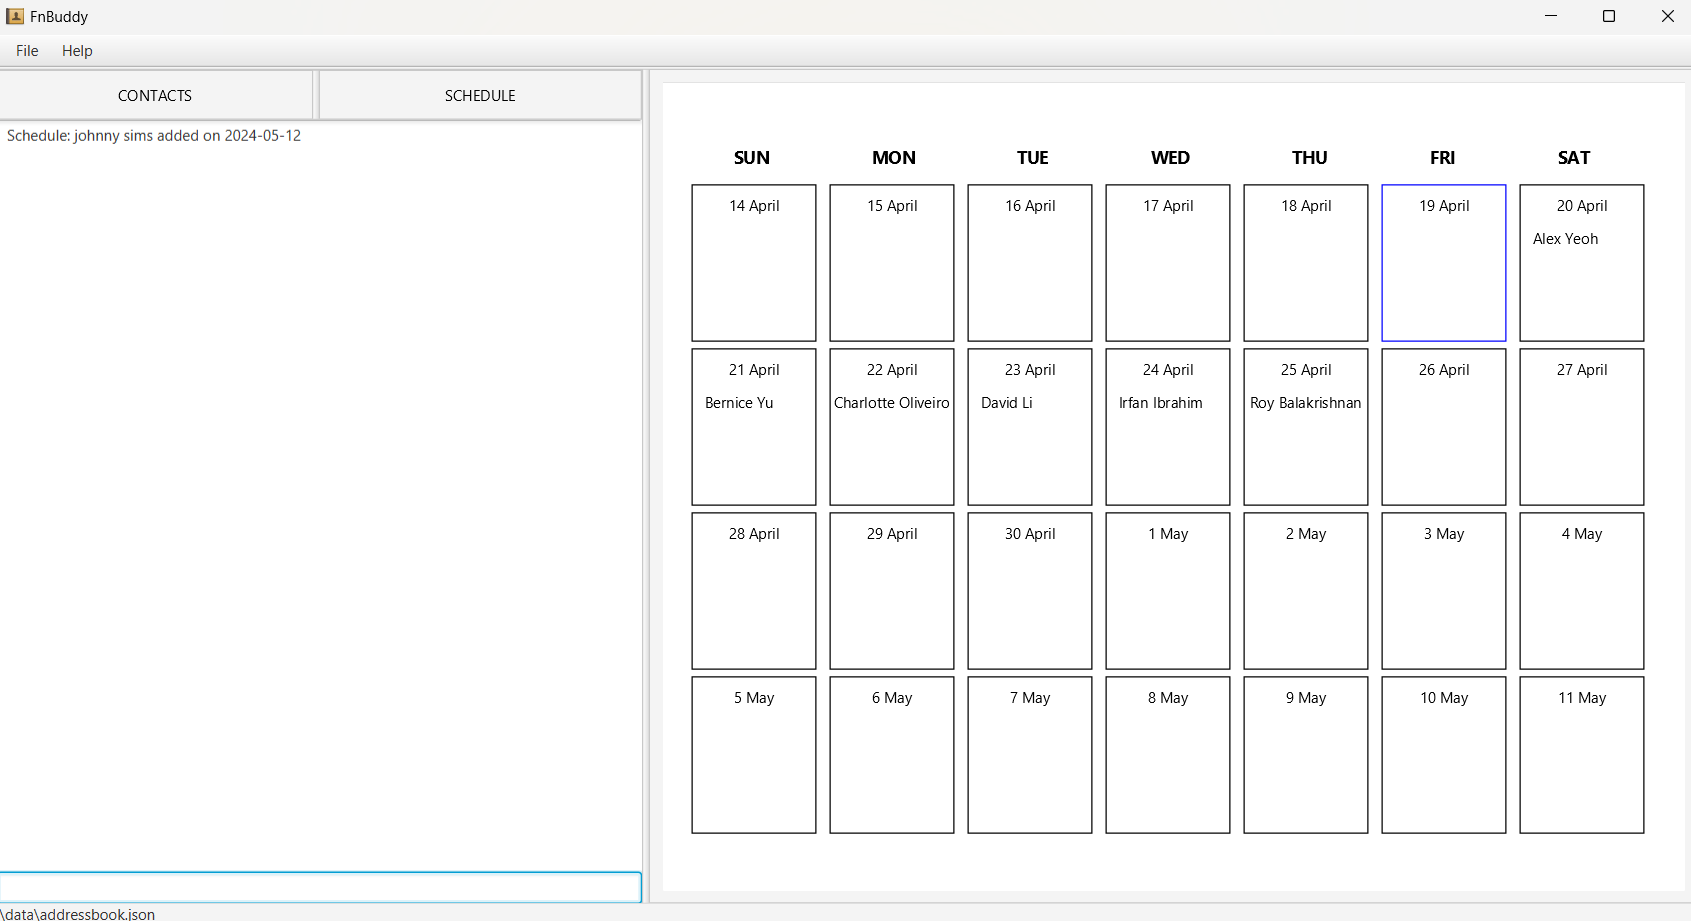 FnBuddy
File Help
CONTACTS SCHEDULE
Schedule: johnny sims added on 2024-05-12
SUN MON TUE WED THU FRI SAT
14 April 15 April 16 April 17 April 18 April 19 April 20 April
Alex Yeoh
21 April 22 April 23 April 24 April 25 April 26 April 27 April
Bernice Yu Charlotte Oliveiro David Li Irfan Ibrahim Roy Balakrishnan
28 April 29 April 30 April 1 May 2 May 3 May 4 May
5 May 6 May 7 May 8 May 9 May 10 May 11 May
\data\addressbook.json